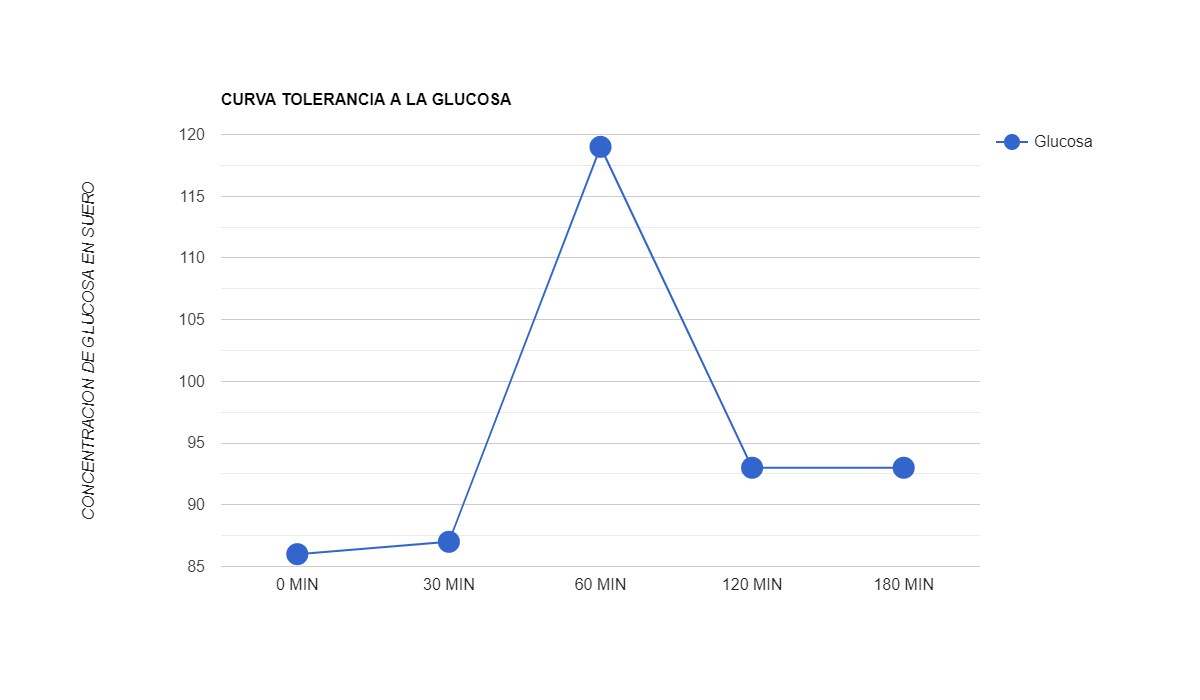 CURVA TOLERANCIA A LA GLUCOSA
Glucosa
CONCENTRACION DE GLUCOSA EN SUERO
120
115
110
105
100
95
90
85
0 MIN
30 MIN
60 MIN
120 MIN
180 MIN